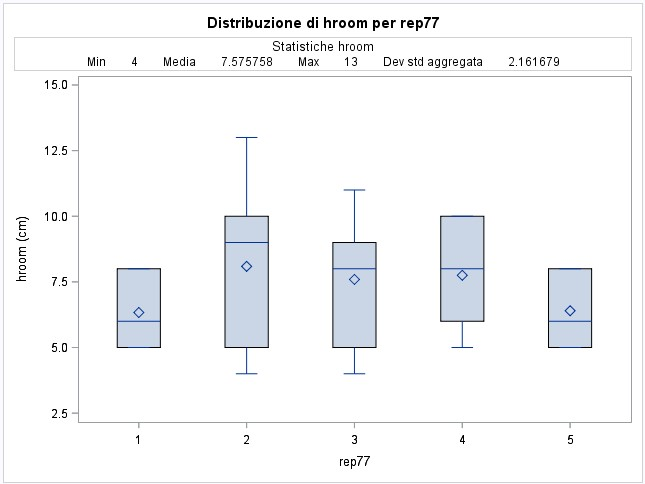 Distribuzione di hroom per rep77
Statistiche hroom
Min 4 Media 7.575758 Max 13 Dev std aggregata 2.161679
15.0
12.5
10.0
7.5
5.0
2.5
hroom (cm)
1 2 3 4 5
rep77